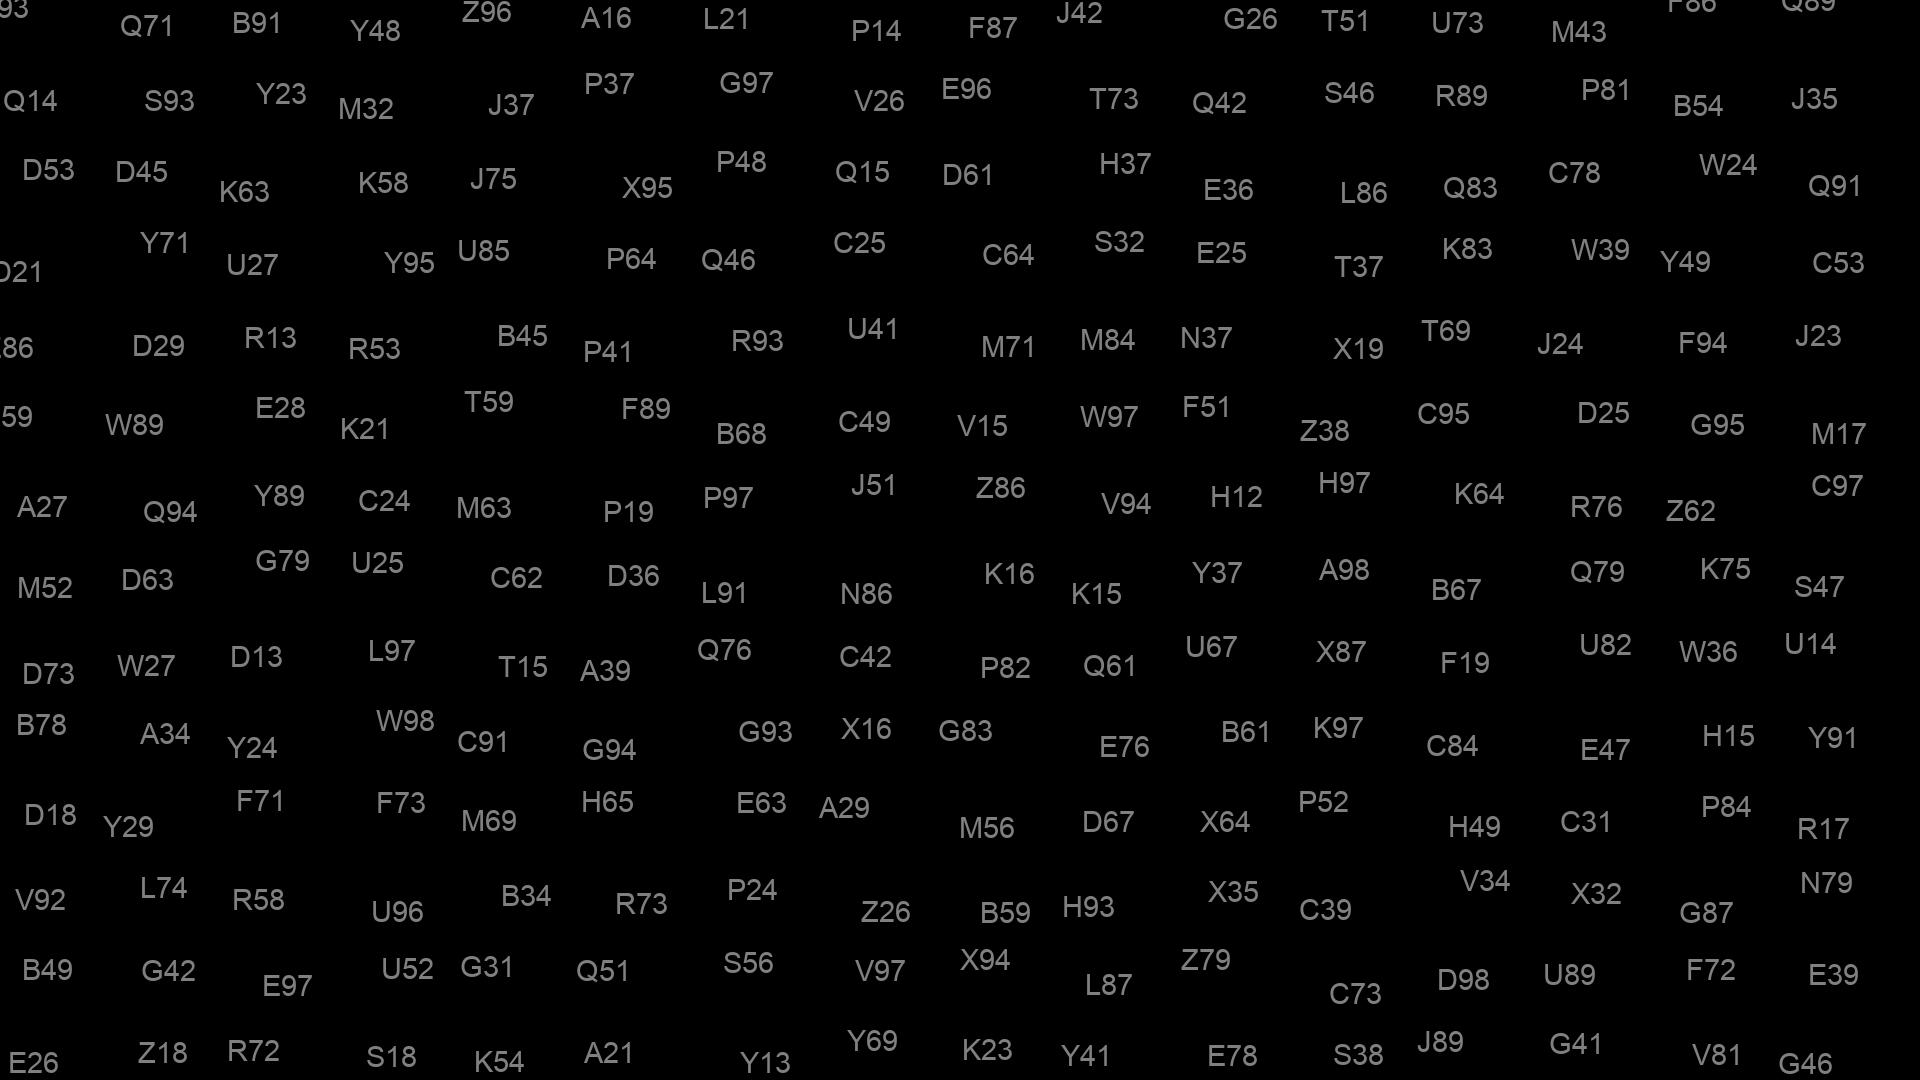 93 Q71 B91 Y48 Z96 A16 L21 P14 F87 J42 G26 T51 U73 M43 F86 Q89
Q14 S93 Y23 M32 J37 P37 G97 V26 E96 T73 Q42 S46 R89 P81 B54 J35
D53 D45 K63 K58 J75 X95 P48 Q15 D61 H37 E36 L86 Q83 C78 W24 Q91
D21 Y71 U27 Y95 U85 P64 Q46 C25 C64 S32 E25 T37 K83 W39 Y49 C53
86 D29 R13 R53 B45 P41 R93 U41 M71 M84 N37 X19 T69 J24 F94 J23
59 W89 E28 K21 T59 F89 B68 C49 V15 W97 F51 Z38 C95 D25 G95 M17
A27 Q94 Y89 C24 M63 P19 P97 J51 Z86 V94 H12 H97 K64 R76 Z62 C97
M52 D63 G79 U25 C62 D36 L91 N86 K16 K15 Y37 A98 B67 Q79 K75 S47
D73 W27 D13 L97 T15 A39 Q76 C42 P82 Q61 U67 X87 F19 U82 W36 U14
B78 A34 Y24 W98 C91 G94 G93 X16 G83 E76 B61 K97 C84 E47 H15 Y91
D18 Y29 F71 F73 M69 H65 E63 A29 M56 D67 X64 P52 H49 C31 P84 R17
V92 L74 R58 U96 B34 R73 P24 Z26 B59 H93 X35 C39 V34 X32 G87 N79
B49 G42 E97 U52 G31 Q51 S56 V97 X94 L87 Z79 C73 D98 U89 F72 E39
E26 Z18 R72 S18 K54 A21 Y13 Y69 K23 Y41 E78 S38 J89 G41 V81 G46